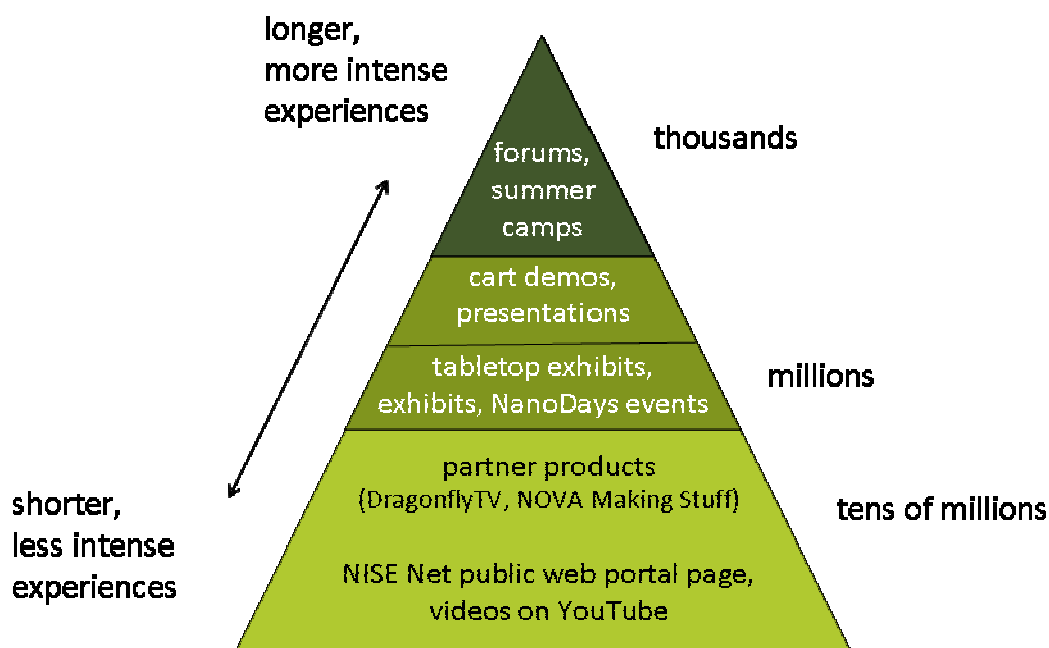 longer,
more intense
experiences
thousands
forums,
summer
camps
cart demos,
presentations
tabletop exhibits,
exhibits, NanoDays events
millions
partner products
(DragonflyTV, NOVA Making Stuff)
tens of millions
shorter,
less intense
experiences
NISE Net public web portal page,
videos on YouTube